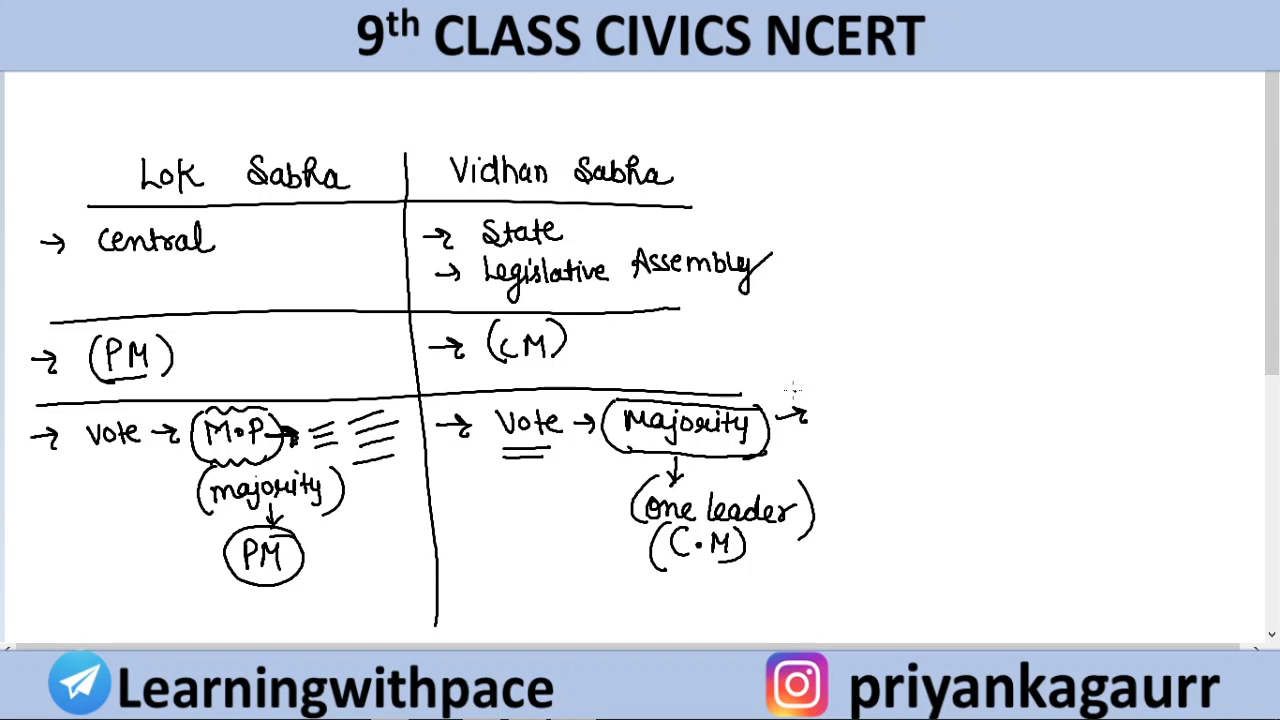 9th CLASS CIVICS NCERT
Lok Sabha
Vidhan Sabha
→ Central
→ State
→ Legislative Assembly
→ (PM)
→ (CM)
→ Vote → (M.P) →
(majority)
↓
PM
→ Vote → Majority →
↓
(one leader)
(C.M)
Learningwithpace
priyankagaurr